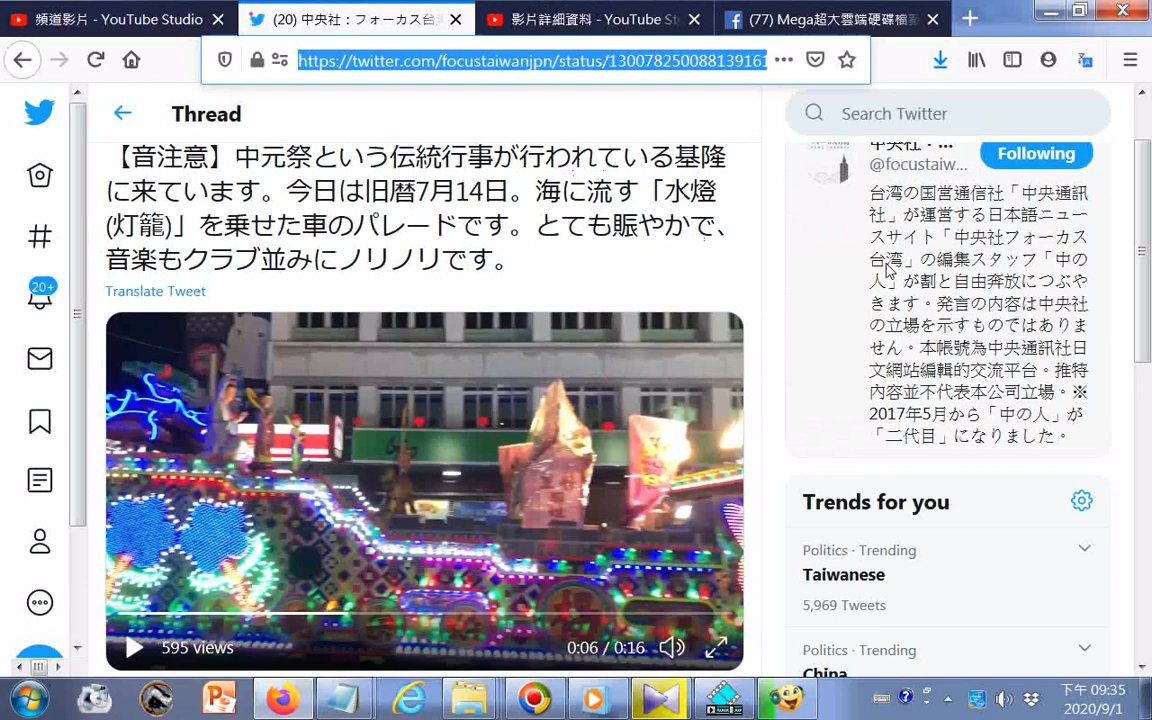 頻道影片 - YouTube Studio
(20) 中央社：フォーカス台湾
影片詳細資料 - YouTube St
(77) Mega超大雲端硬碟檔案
https://twitter.com/focustaiwanjpn/status/130078250088139161
Thread
Search Twitter
【音注意】中元祭という伝統行事が行われている基隆
に来ています。今日は旧暦7月14日。海に流す「水燈
(灯籠)」を乗せた車のパレードです。とても賑やかで、
音楽もクラブ並みにノリノリです。
Translate Tweet
595 views
0:06 / 0:16
20+
中央社・...
@focustaiw...
Following
台湾の国営通信社「中央通訊
社」が運営する日本語ニュー
スサイト「中央社フォーカス
台湾」の編集スタッフ「中の
人」が割と自由奔放につぶや
きます。発言の内容は中央社
の立場を示すものではありま
せん。本帳號為中央通訊社日
文網站編輯的交流平台。推特
内容並不代表本公司立場。※
2017年5月から「中の人」が
「二代目」になりました。
Trends for you
Politics · Trending
Taiwanese
5,969 Tweets
Politics · Trending
China
下午 09:35
2020/9/1